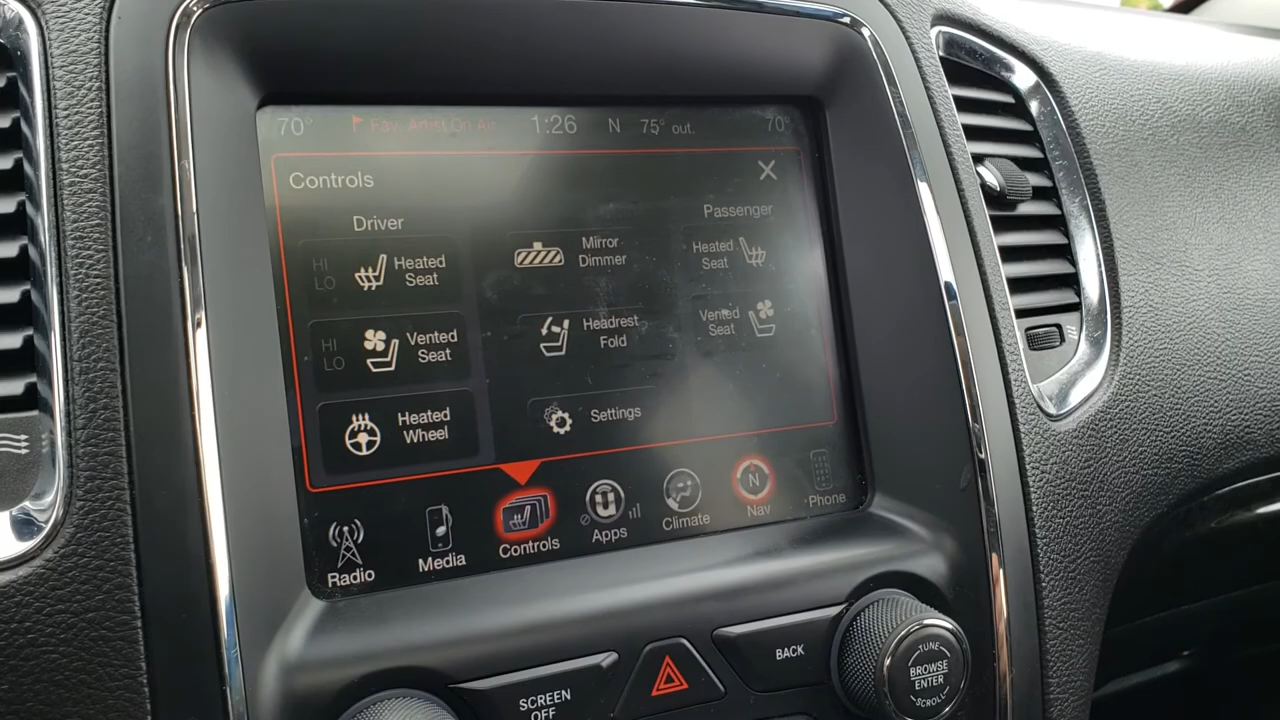 70° Fav. Artist On Air 1:26 N 75° out. 70°
Controls X
Driver
Passenger
HI
LO
Heated
Seat
Mirror
Dimmer
Heated
Seat
HI
LO
Vented
Seat
Headrest
Fold
Vented
Seat
Heated
Wheel
Settings
Radio
Media
Controls
Apps
Climate
N
Nav
Phone
SCREEN
OFF
BACK
TUNE
BROWSE
ENTER
SCROLL